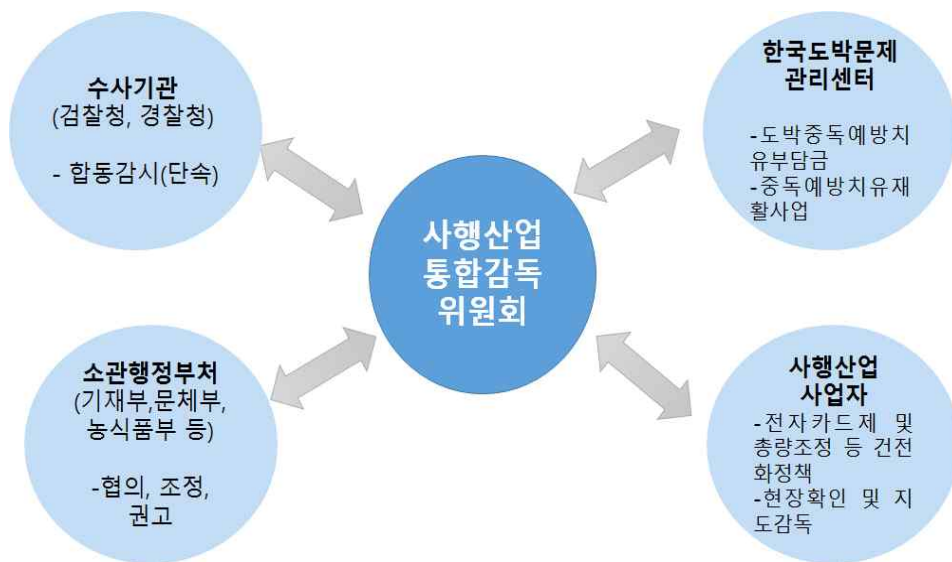 수사기관
(검찰청, 경찰청)
- 합동감시(단속)
한국도박문제
관리센터
-도박중독예방치
유부담금
-중독예방치유재
활사업
사행산업
통합감독
위원회
소관행정부처
(기재부,문체부,
농식품부 등)
-협의, 조정,
권고
사행산업
사업자
-전자카드제 및
총량조정 등 건전
화정책
-현장확인 및 지
도감독